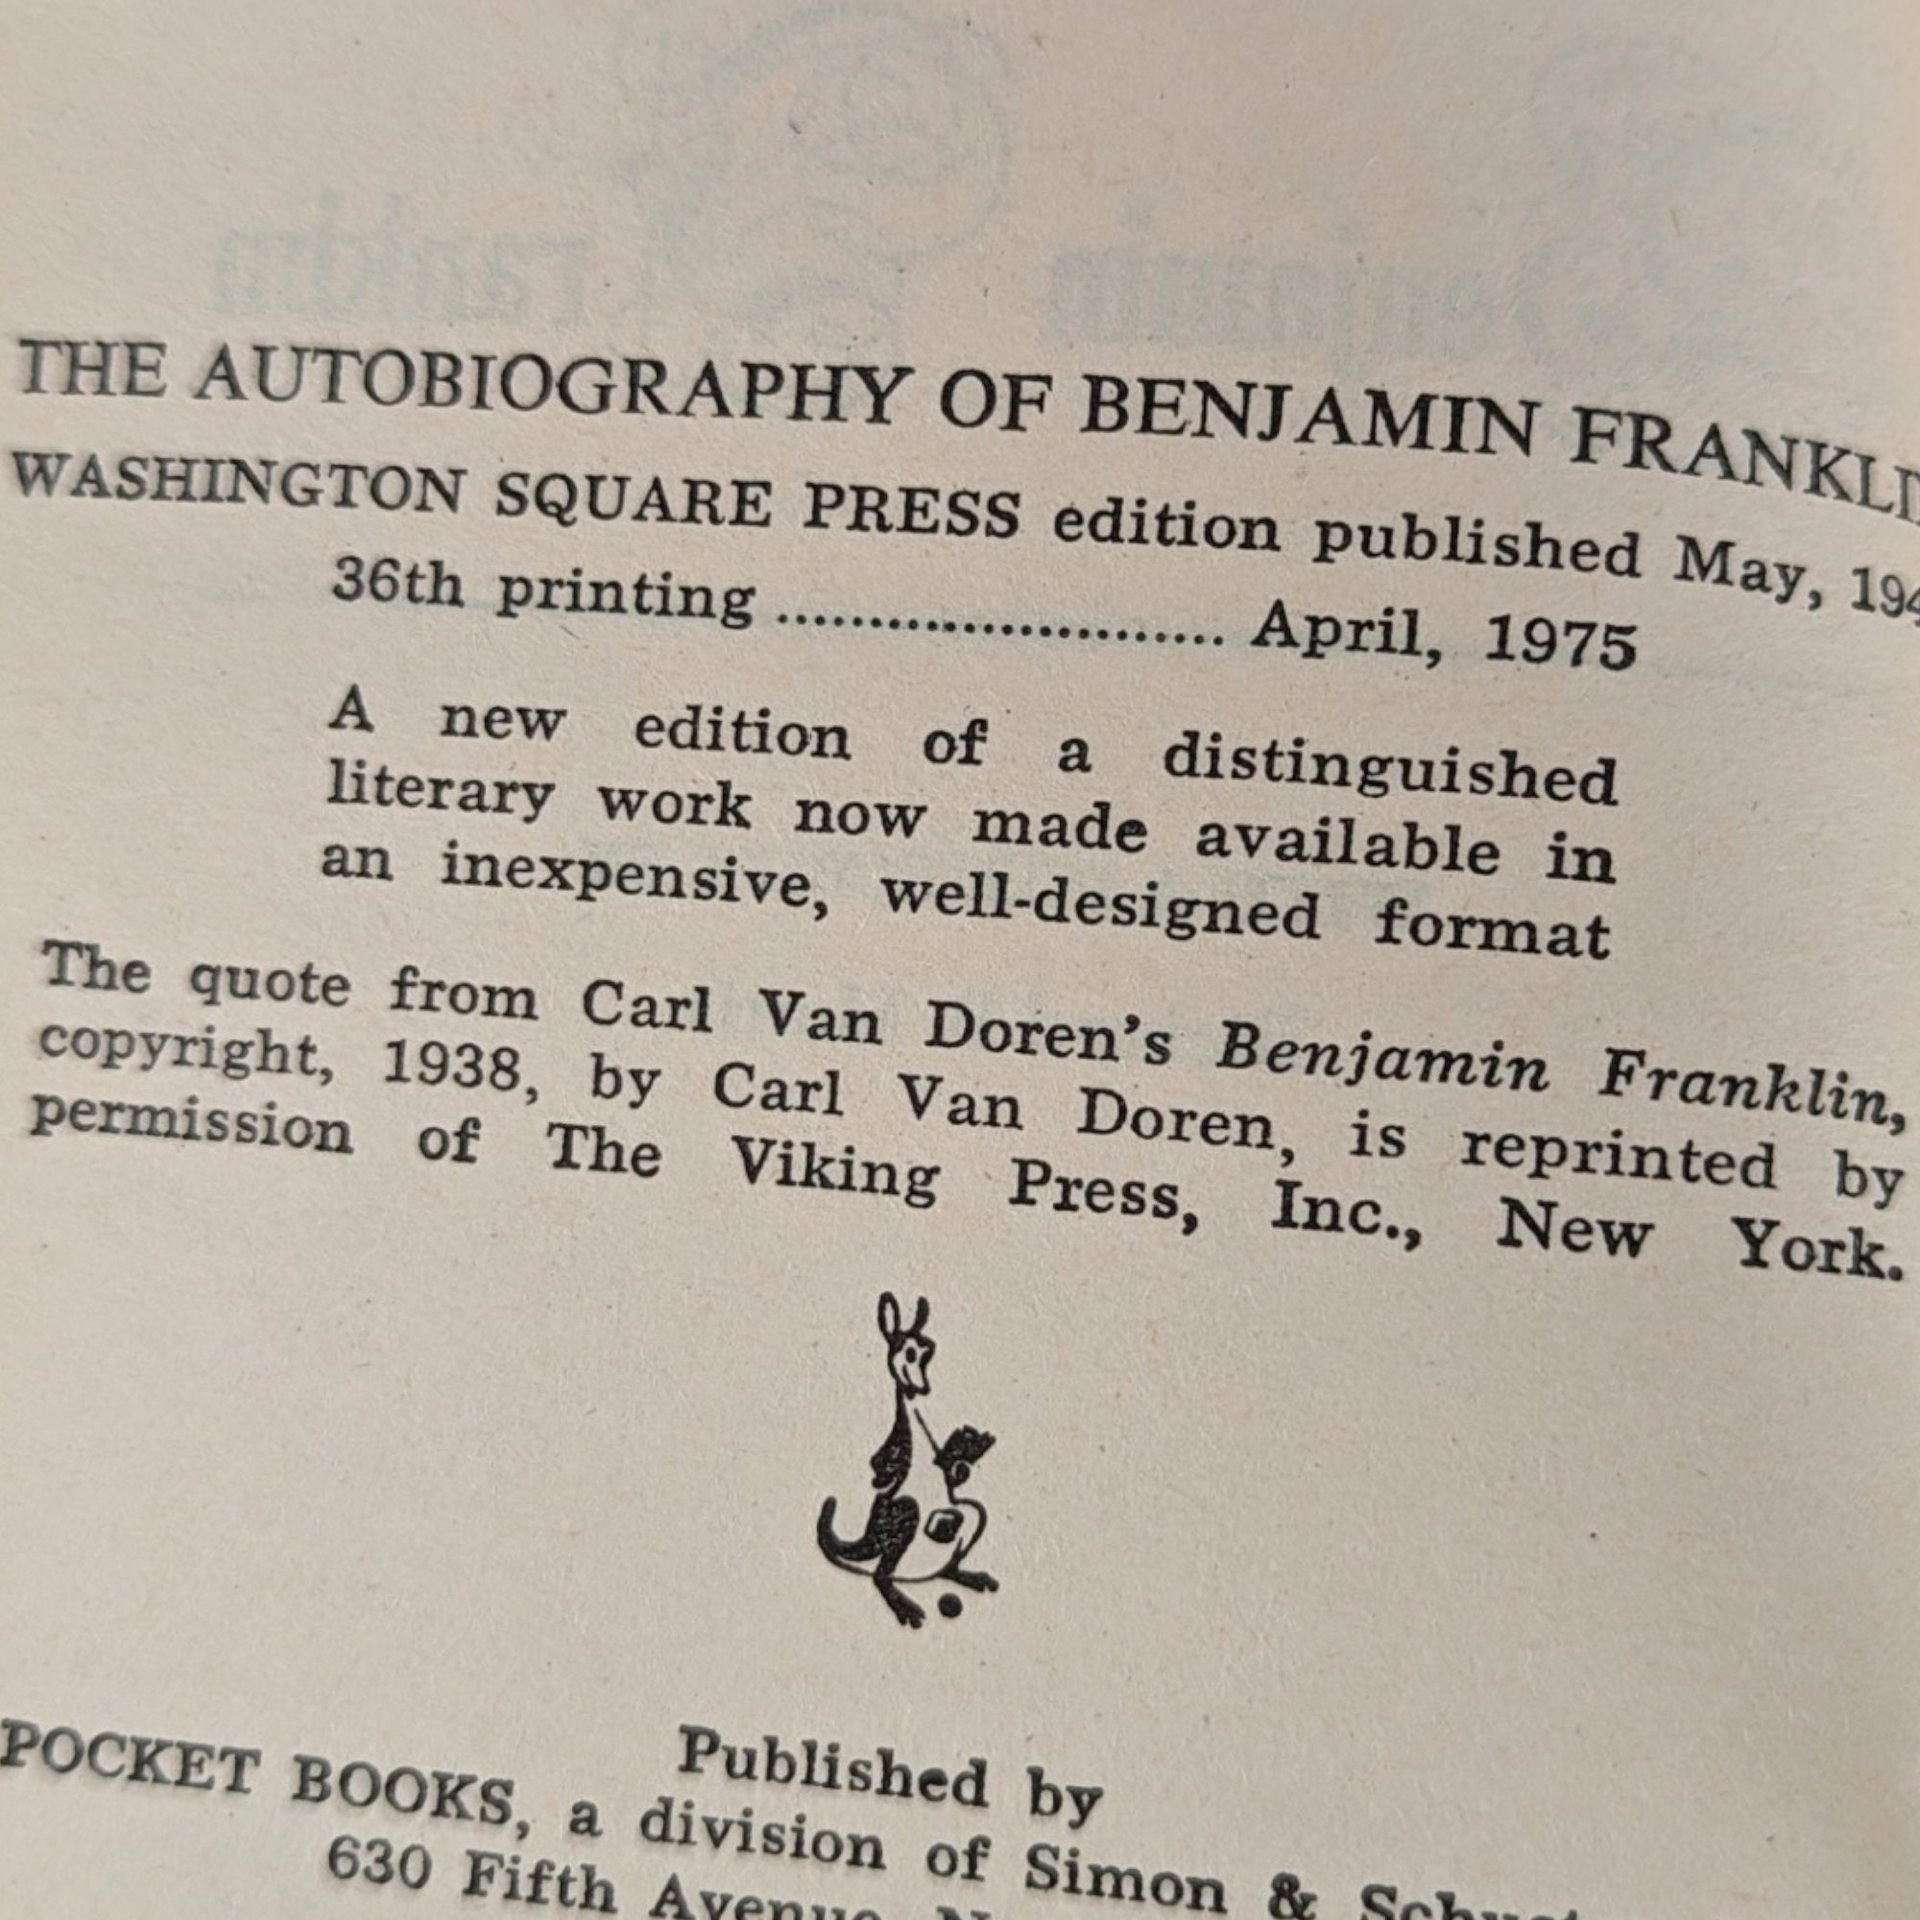 THE AUTOBIOGRAPHY OF BENJAMIN FRANKLIN
WASHINGTON SQUARE PRESS edition published May, 194
36th printing ........................ April, 1975
A new edition of a distinguished
literary work now made available in
an inexpensive, well-designed format
The quote from Carl Van Doren's Benjamin Franklin,
copyright, 1938, by Carl Van Doren, is reprinted by
permission of The Viking Press, Inc., New York.
Published by
POCKET BOOKS, a division of Simon &
630 Fifth Avenue,